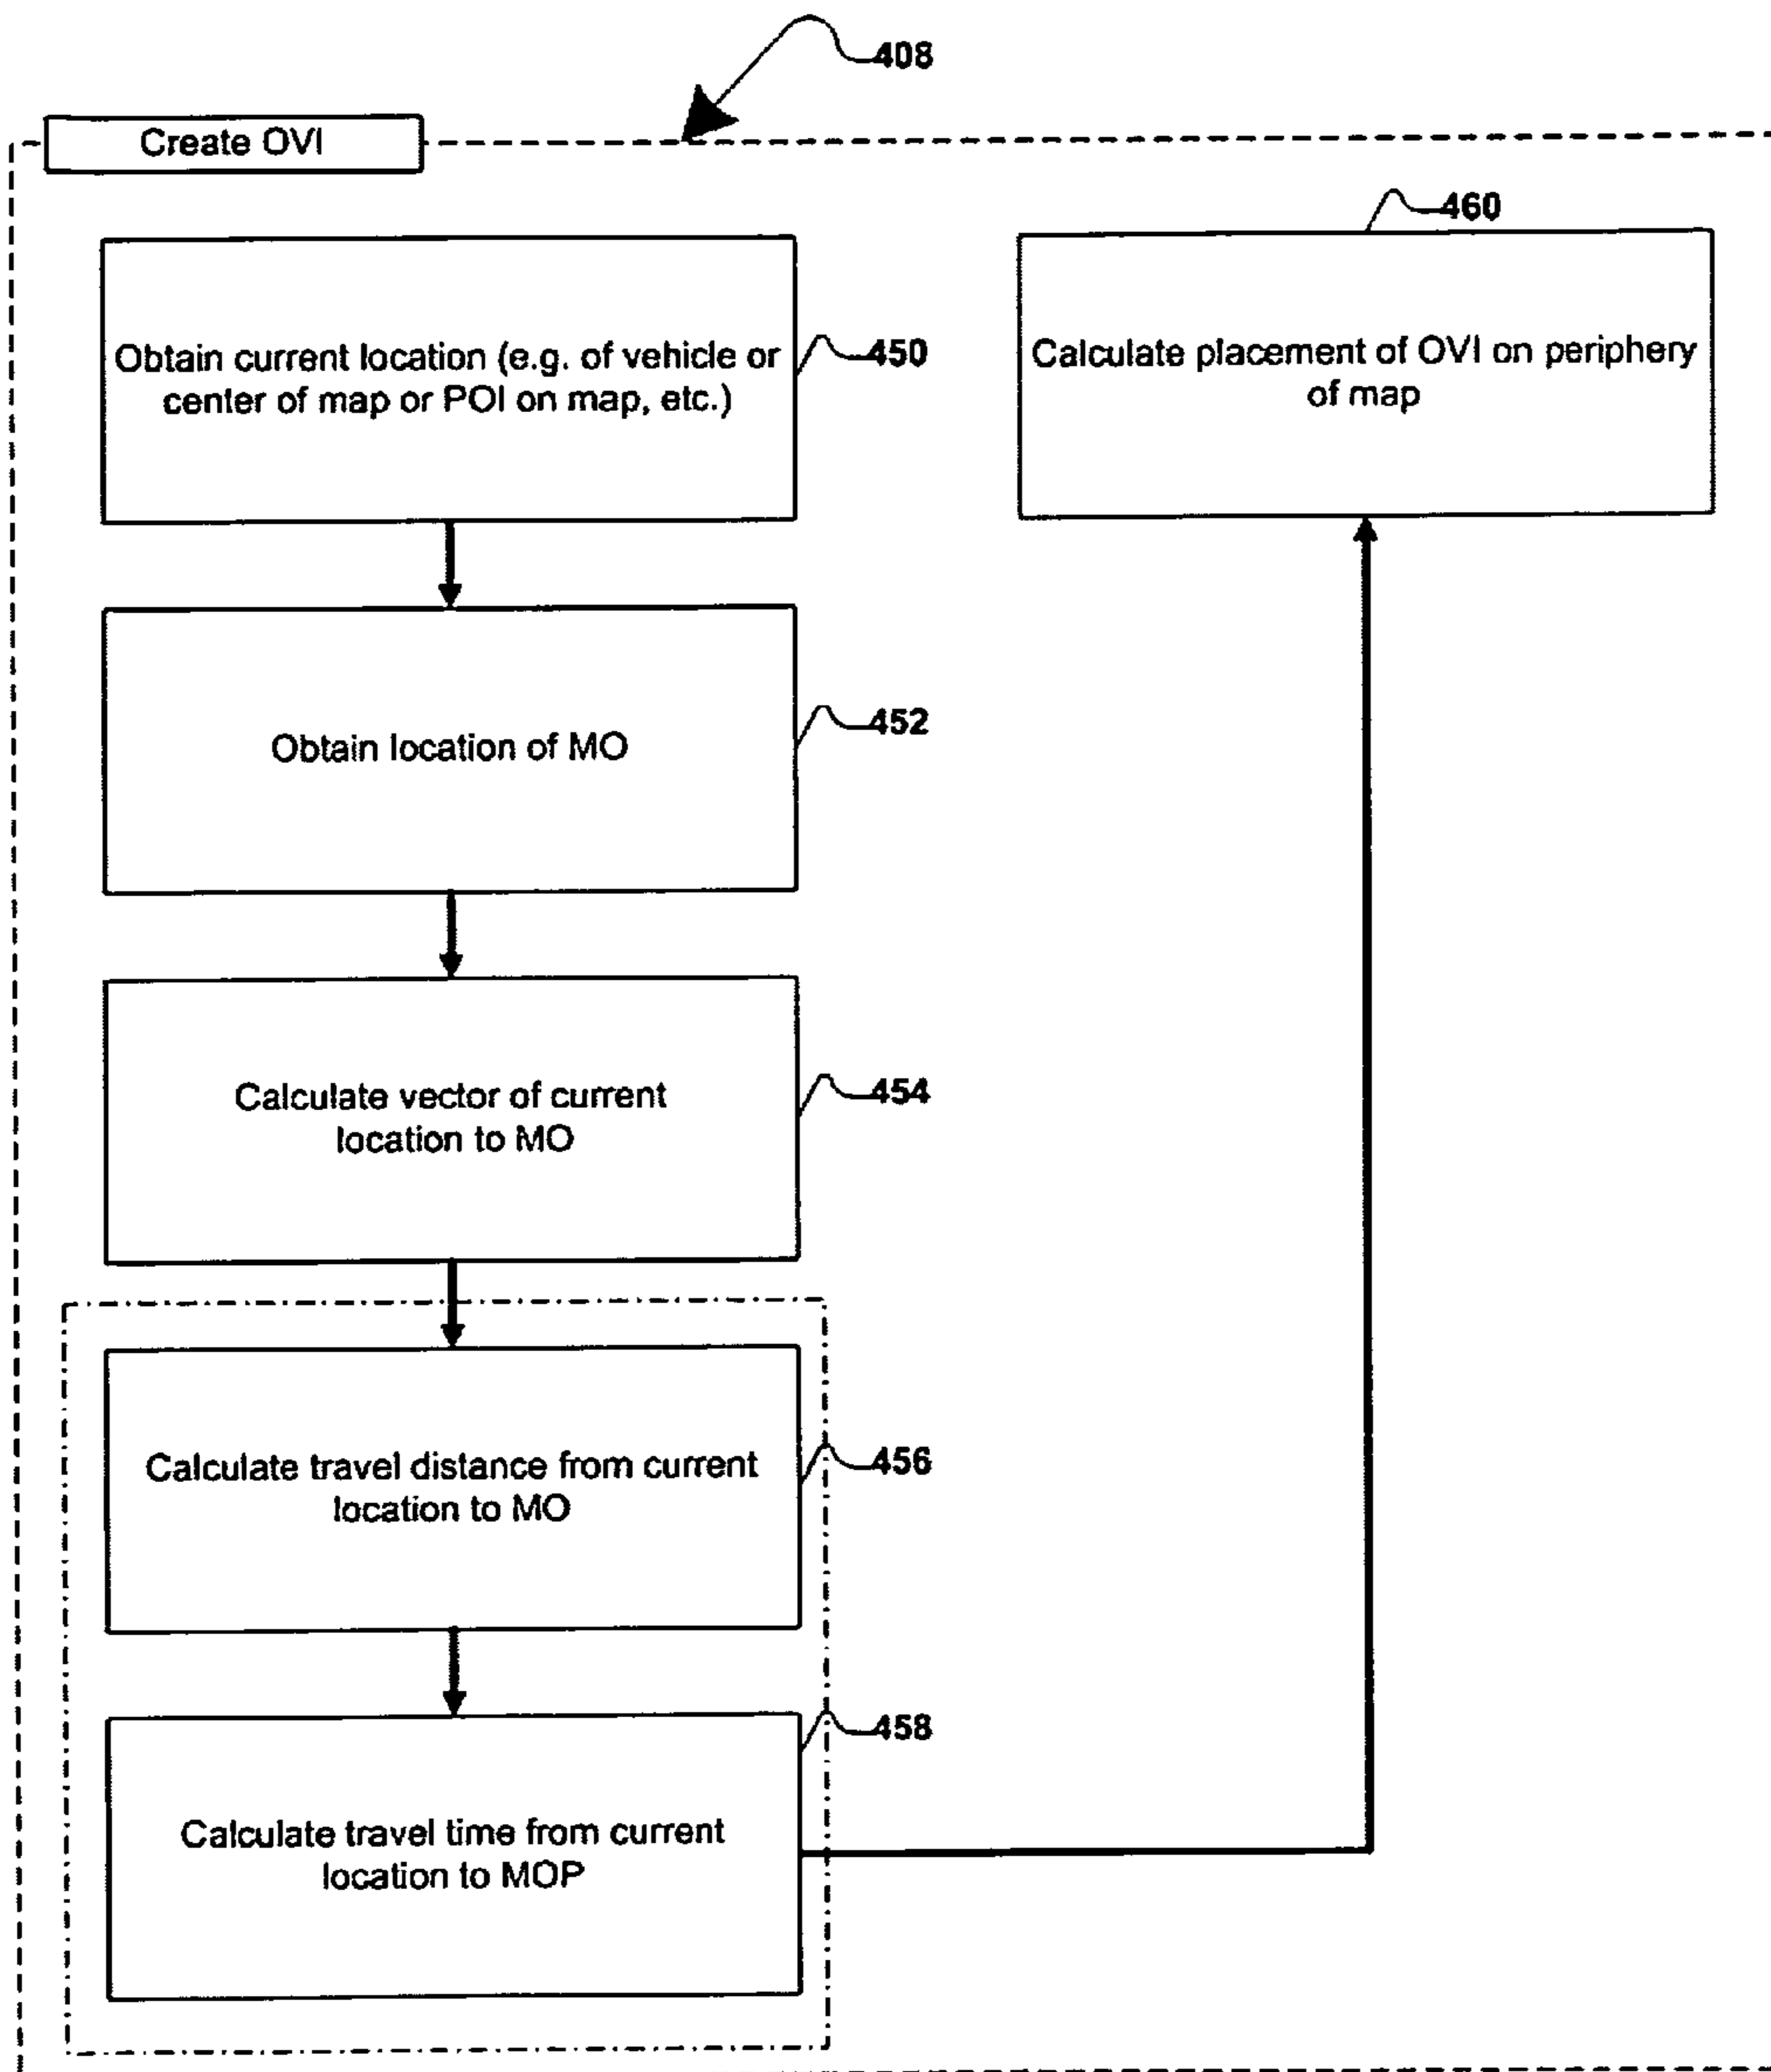 408
Create OVI
460
Obtain current location (e.g. of vehicle or
center of map or POI on map, etc.)
450
Calculate placement of OVI on periphery
of map
Obtain location of MO
452
Calculate vector of current
location to MO
454
Calculate travel distance from current
location to MO
456
Calculate travel time from current
location to MOP
458